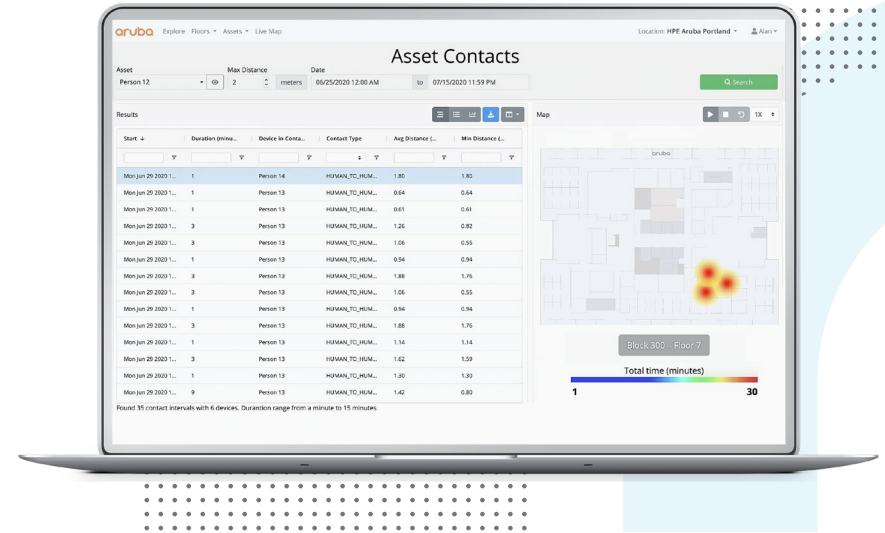 aruba Explore Floors Assets Live Map Location: HPE Aruba Portland Alan
Asset Contacts
Asset Max Distance Date
Person 12 2 meters 06/25/2020 12:00 AM to 07/15/2020 11:59 PM Search
Results Map 1X
Start ↓ Duration (minu... Device in Conta... Contact Type Avg Distance (... Min Distance (...
aruba
Mon Jun 29 2020 1... 1 Person 14 HUMAN_TO_HUM... 1.80 1.80
Mon Jun 29 2020 1... 1 Person 13 HUMAN_TO_HUM... 0.64 0.64
Mon Jun 29 2020 1... 1 Person 13 HUMAN_TO_HUM... 0.61 0.61
Mon Jun 29 2020 1... 3 Person 13 HUMAN_TO_HUM... 1.26 0.82
Mon Jun 29 2020 1... 3 Person 13 HUMAN_TO_HUM... 1.06 0.55
Mon Jun 29 2020 1... 1 Person 13 HUMAN_TO_HUM... 0.94 0.94
Mon Jun 29 2020 1... 3 Person 13 HUMAN_TO_HUM... 1.88 1.76
Mon Jun 29 2020 1... 3 Person 13 HUMAN_TO_HUM... 1.06 0.55
Mon Jun 29 2020 1... 1 Person 13 HUMAN_TO_HUM... 0.94 0.94
Mon Jun 29 2020 1... 3 Person 13 HUMAN_TO_HUM... 1.88 1.76
Mon Jun 29 2020 1... 1 Person 13 HUMAN_TO_HUM... 1.14 1.14
Mon Jun 29 2020 1... 3 Person 13 HUMAN_TO_HUM... 1.62 1.59
Mon Jun 29 2020 1... 1 Person 13 HUMAN_TO_HUM... 1.30 1.30
Mon Jun 29 2020 1... 9 Person 13 HUMAN_TO_HUM... 1.42 0.80
Block 300 - Floor 7
Total time (minutes)
1 30
Found 35 contact intervals with 6 devices. Durantion range from a minute to 15 minutes